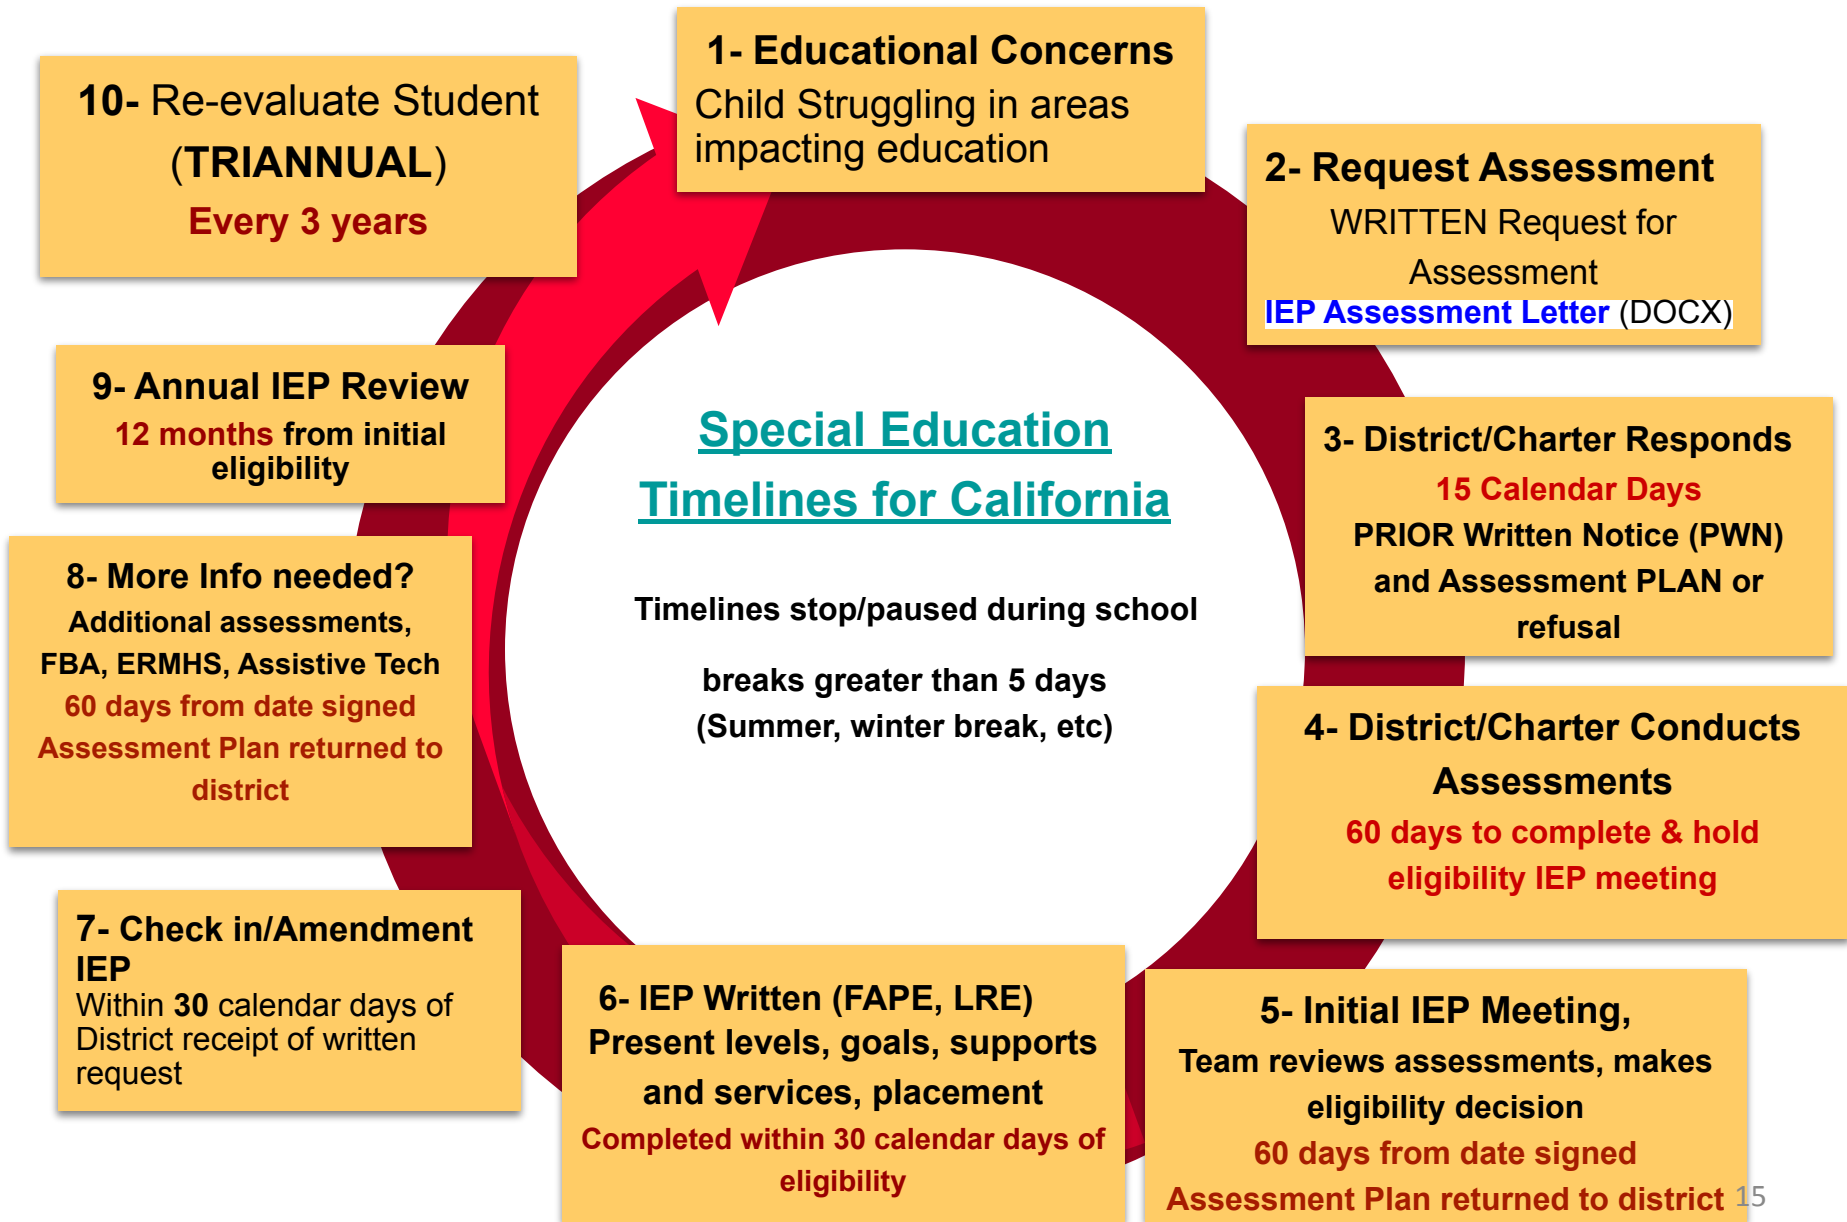 1- Educational Concerns
Child Struggling in areas
impacting education
2- Request Assessment
WRITTEN Request for
Assessment
IEP Assessment Letter (DOCX)
3- District/Charter Responds
15 Calendar Days
PRIOR Written Notice (PWN)
and Assessment PLAN or
refusal
4- District/Charter Conducts
Assessments
60 days to complete & hold
eligibility IEP meeting
5- Initial IEP Meeting,
Team reviews assessments, makes
eligibility decision
60 days from date signed
Assessment Plan returned to district
6- IEP Written (FAPE, LRE)
Present levels, goals, supports
and services, placement
Completed within 30 calendar days of
eligibility
7- Check in/Amendment
IEP
Within 30 calendar days of
District receipt of written
request
8- More Info needed?
Additional assessments,
FBA, ERMHS, Assistive Tech
60 days from date signed
Assessment Plan returned to
district
9- Annual IEP Review
12 months from initial
eligibility
10- Re-evaluate Student
(TRIANNUAL)
Every 3 years
Special Education
Timelines for California
Timelines stop/paused during school
breaks greater than 5 days
(Summer, winter break, etc)
15